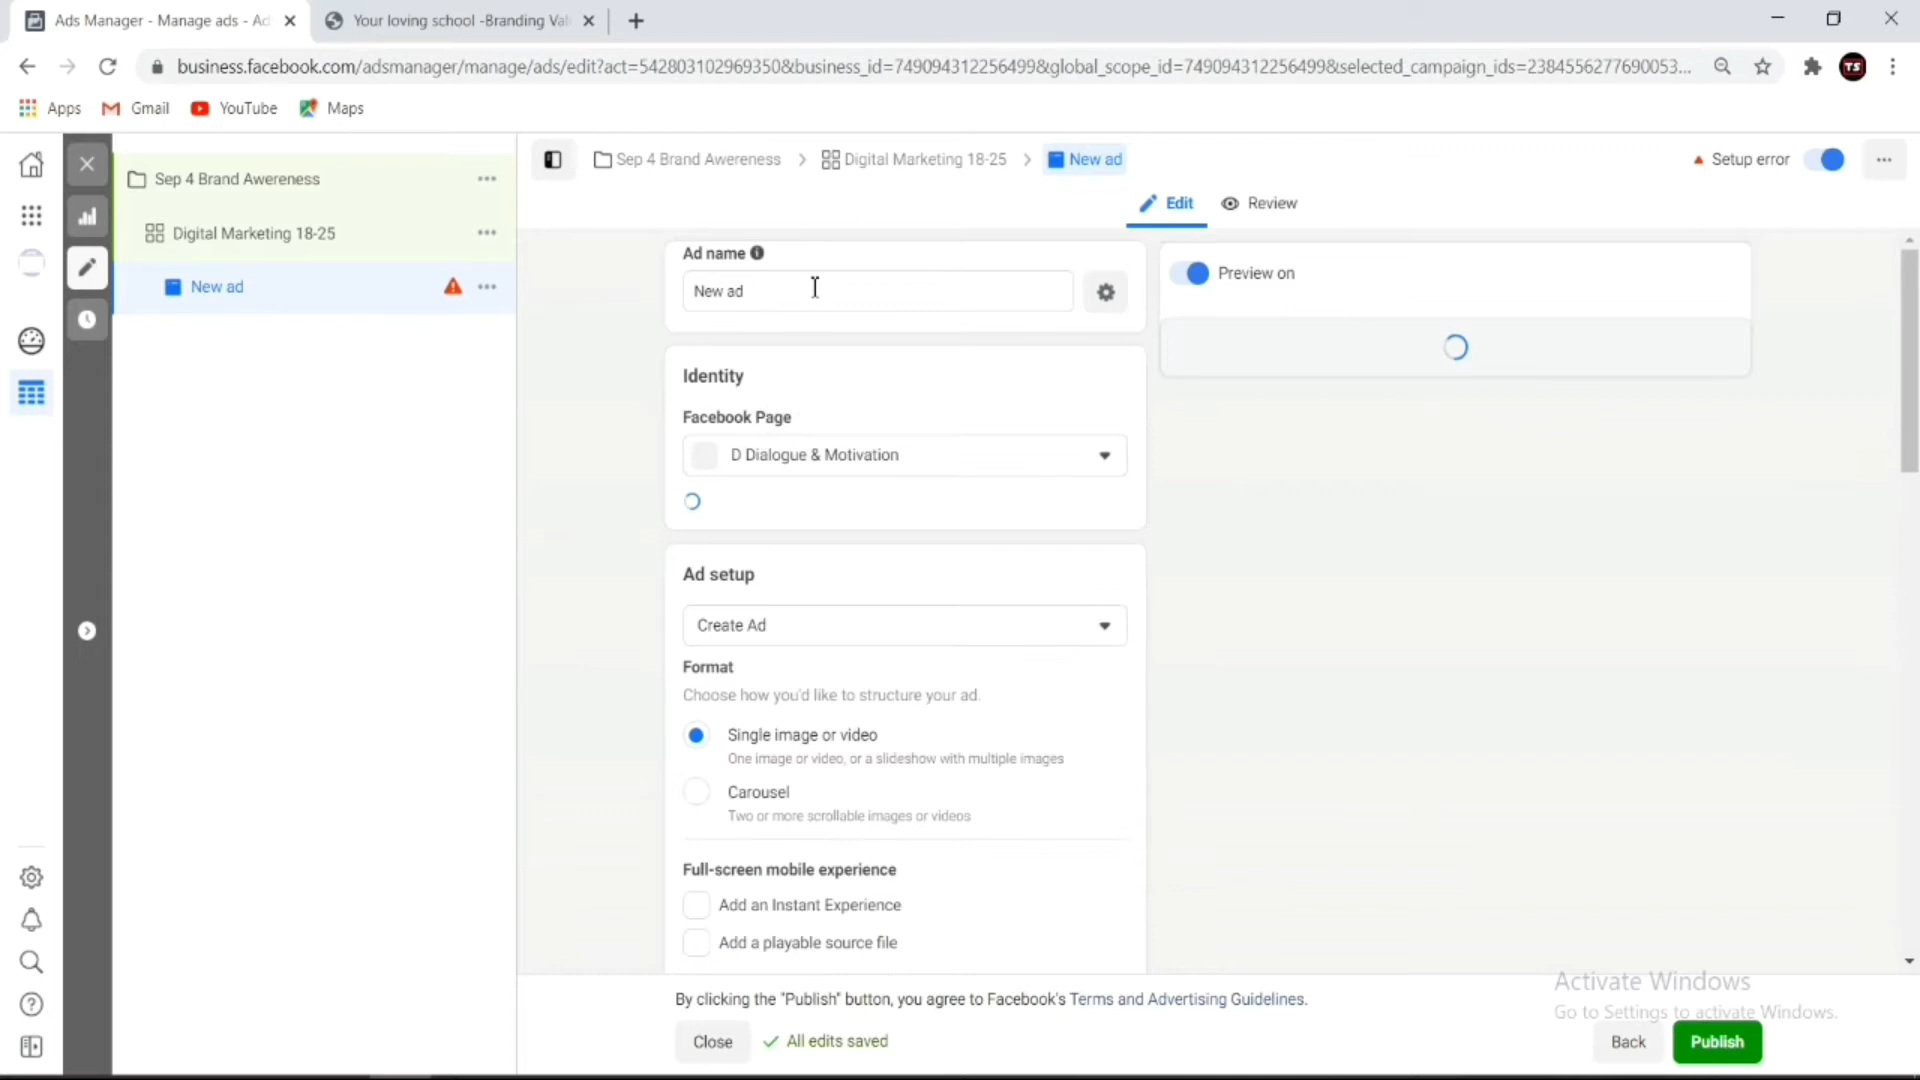 Ads Manager - Manage ads - Ad
Your loving school -Branding Val
business.facebook.com/adsmanager/manage/ads/edit?act=542803102969350&business_id=749094312256499&global_scope_id=749094312256499&selected_campaign_ids=2384556277690053...
TS
Apps
Gmail
YouTube
Maps
Sep 4 Brand Awereness
Digital Marketing 18-25
New ad
Sep 4 Brand Awereness
Digital Marketing 18-25
New ad
Setup error
Edit
Review
Ad name
New ad
Preview on
Identity
Facebook Page
D Dialogue & Motivation
Ad setup
Create Ad
Format
Choose how you'd like to structure your ad.
Single image or video
One image or video, or a slideshow with multiple images
Carousel
Two or more scrollable images or videos
Full-screen mobile experience
Add an Instant Experience
Add a playable source file
Activate Windows
Go to Settings to activate Windows.
By clicking the "Publish" button, you agree to Facebook's Terms and Advertising Guidelines.
Close
All edits saved
Back
Publish